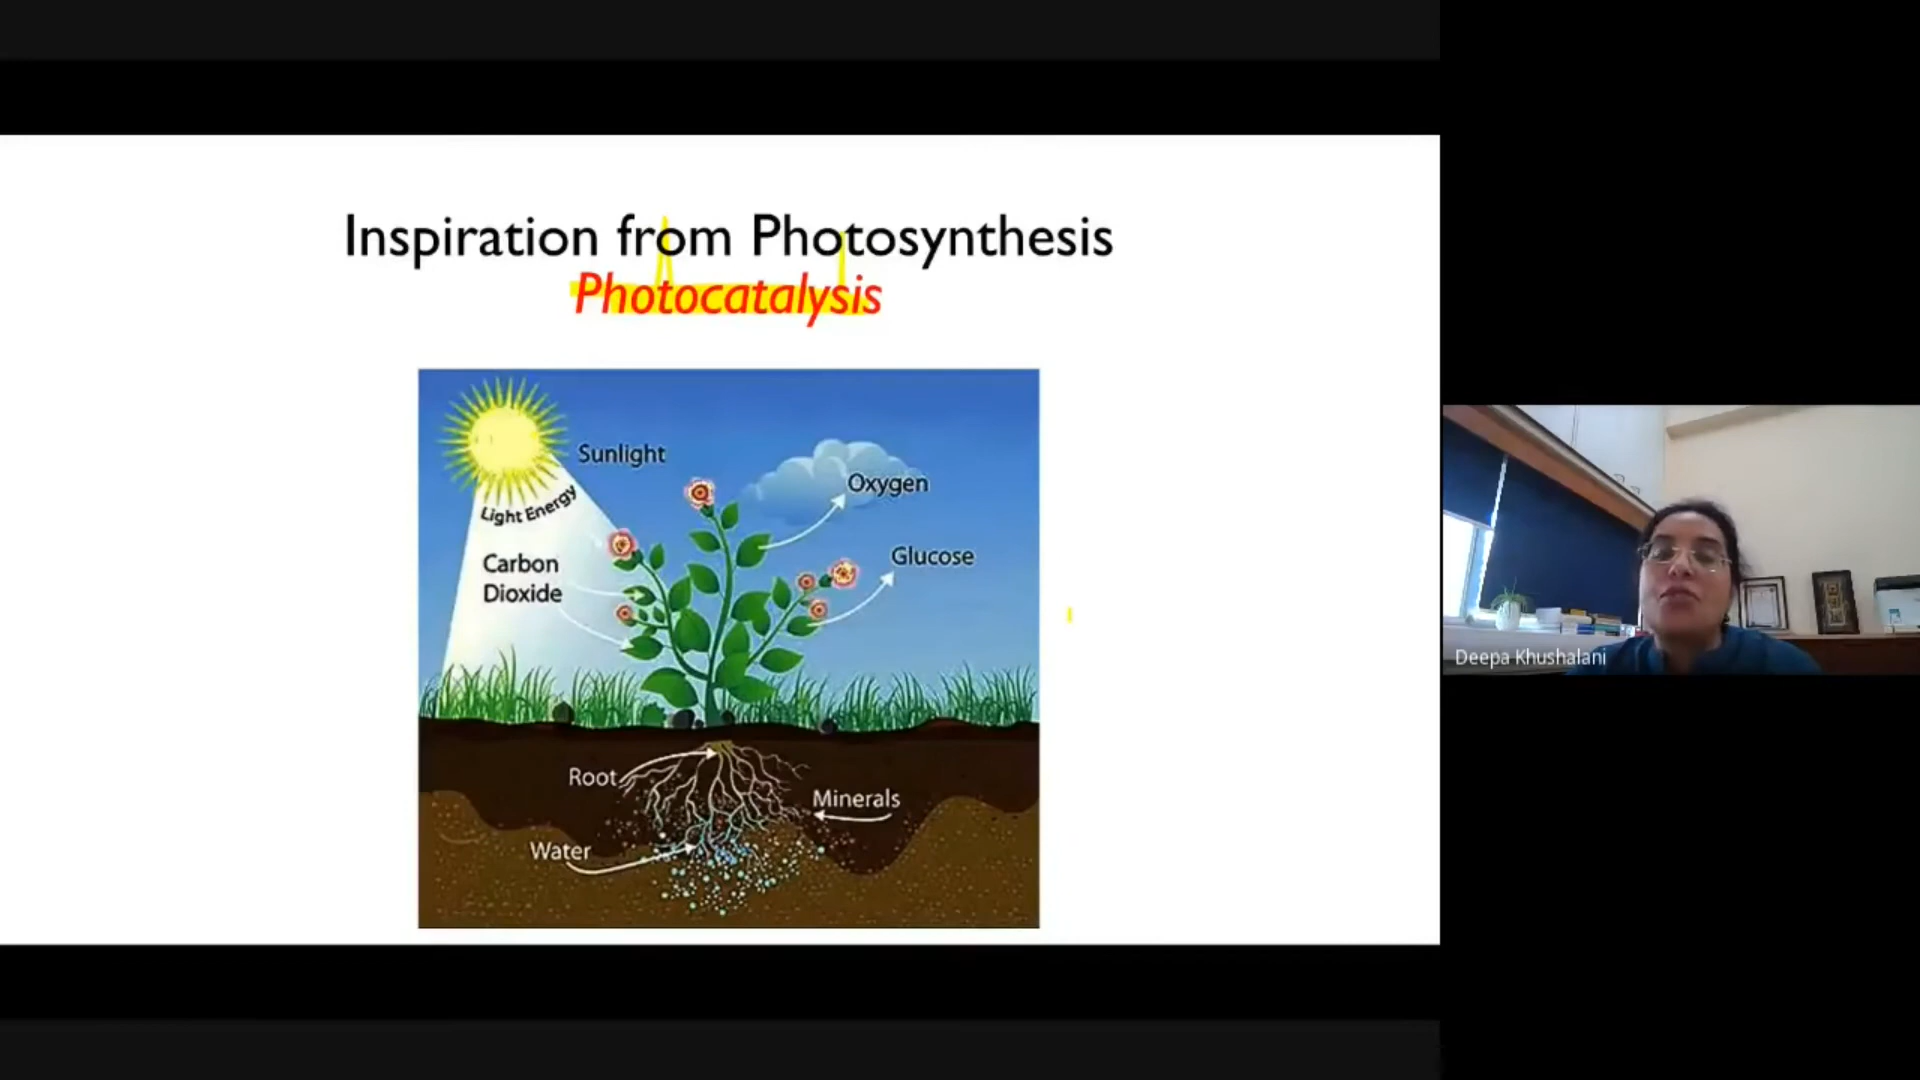 Inspiration from Photosynthesis
Photocatalysis
Sunlight
Light Energy
Oxygen
Carbon
Dioxide
Glucose
Root
Minerals
Water
Deepa Khushalani